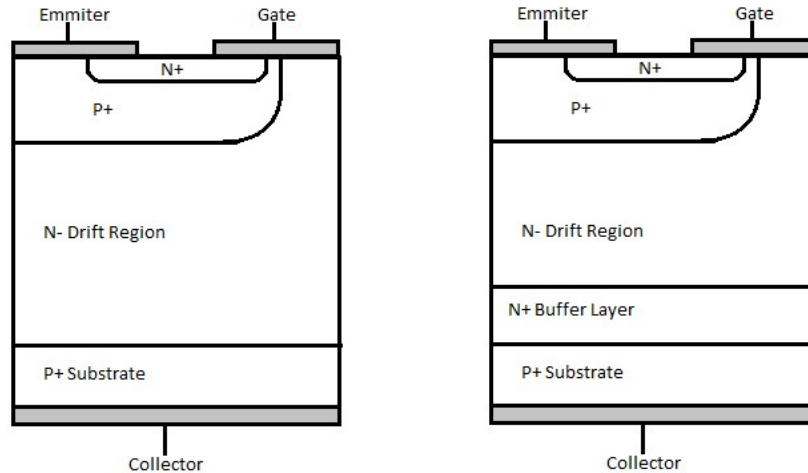 Emmiter
Gate
N+
P+
N- Drift Region
P+ Substrate
Collector
Emmiter
Gate
N+
P+
N- Drift Region
N+ Buffer Layer
P+ Substrate
Collector